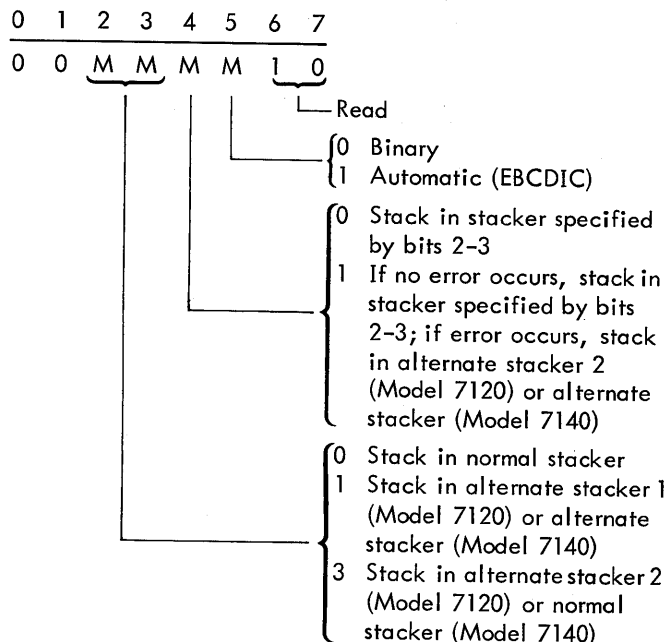 0 1 2 3 4 5 6 7
0 0 M M M M 1 0
Read
0 Binary
1 Automatic (EBCDIC)
0 Stack in stacker specified
by bits 2-3
1 If no error occurs, stack in
stacker specified by bits
2-3; if error occurs, stack
in alternate stacker 2
(Model 7120) or alternate
stacker (Model 7140)
0 Stack in normal stacker
1 Stack in alternate stacker 1
(Model 7120) or alternate
stacker (Model 7140)
3 Stack in alternate stacker 2
(Model 7120) or normal
stacker (Model 7140)